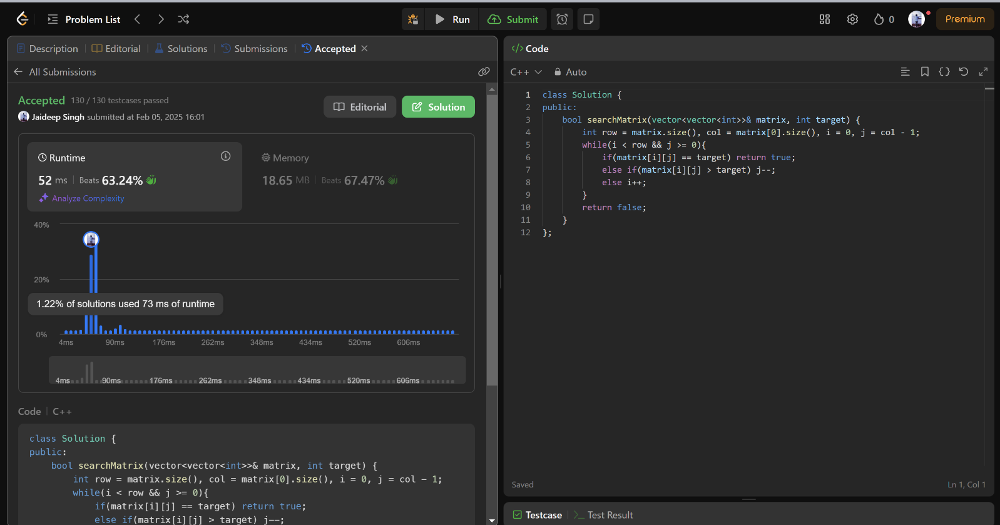 Problem List
Run
Submit
0
Premium
Description
Editorial
Solutions
Submissions
Accepted
All Submissions
Accepted 130 / 130 testcases passed
Jaideep Singh submitted at Feb 05, 2025 16:01
Editorial
Solution
Runtime
52 ms Beats 63.24%
Analyze Complexity
Memory
18.65 MB Beats 67.47%
40%
20%
1.22% of solutions used 73 ms of runtime
0%
4ms 90ms 176ms 262ms 348ms 434ms 520ms 606ms
4ms 90ms 176ms 262ms 348ms 434ms 520ms 606ms
Code | C++
class Solution {
public:
    bool searchMatrix(vector<vector<int>>& matrix, int target) {
        int row = matrix.size(), col = matrix[0].size(), i = 0, j = col - 1;
        while(i < row && j >= 0){
            if(matrix[i][j] == target) return true;
            else if(matrix[i][j] > target) j--;
</> Code
C++ Auto
1 class Solution {
2 public:
3     bool searchMatrix(vector<vector<int>>& matrix, int target) {
4         int row = matrix.size(), col = matrix[0].size(), i = 0, j = col - 1;
5         while(i < row && j >= 0){
6             if(matrix[i][j] == target) return true;
7             else if(matrix[i][j] > target) j--;
8             else i++;
9         }
10         return false;
11     }
12 };
Saved
Ln 1, Col 1
Testcase
Test Result